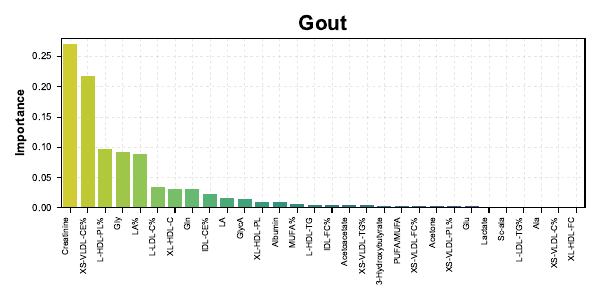 Gout
Importance
0.25
0.20
0.15
0.10
0.05
0.00
Creatinine
XS-VLDL-CE%
L-HDL-PL%
Gly
LA%
L-LDL-C%
XL-HDL-C
Gln
IDL-CE%
LA
GlycA
XL-HDL-PL
Albumin
MUFA%
L-HDL-TG
IDL-FC%
Acetoacetate
XS-VLDL-TG%
3-Hydroxybutyrate
PUFA/MUFA
XS-VLDL-FC%
Acetone
XS-VLDL-PL%
Glu
Lactate
Sc-ala
L-LDL-TG%
Ala
XS-VLDL-C%
XL-HDL-FC